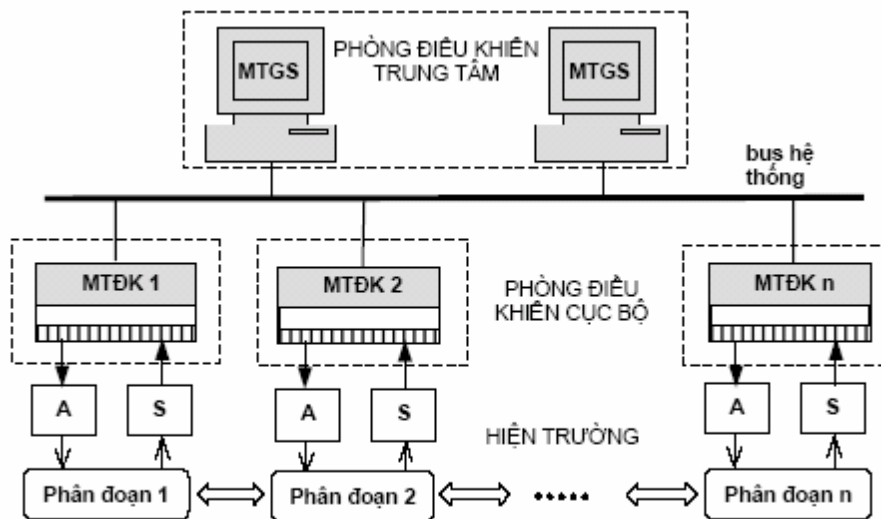 PHÒNG ĐIỀU KHIỂN
TRUNG TÂM
MTGS
MTGS
bus hệ
thống
MTĐK 1
MTĐK 2
PHÒNG ĐIỀU
KHIỂN CỤC BỘ
MTĐK n
A
S
A
S
A
S
HIỆN TRƯỜNG
Phân đoạn 1
Phân đoạn 2
.....
Phân đoạn n